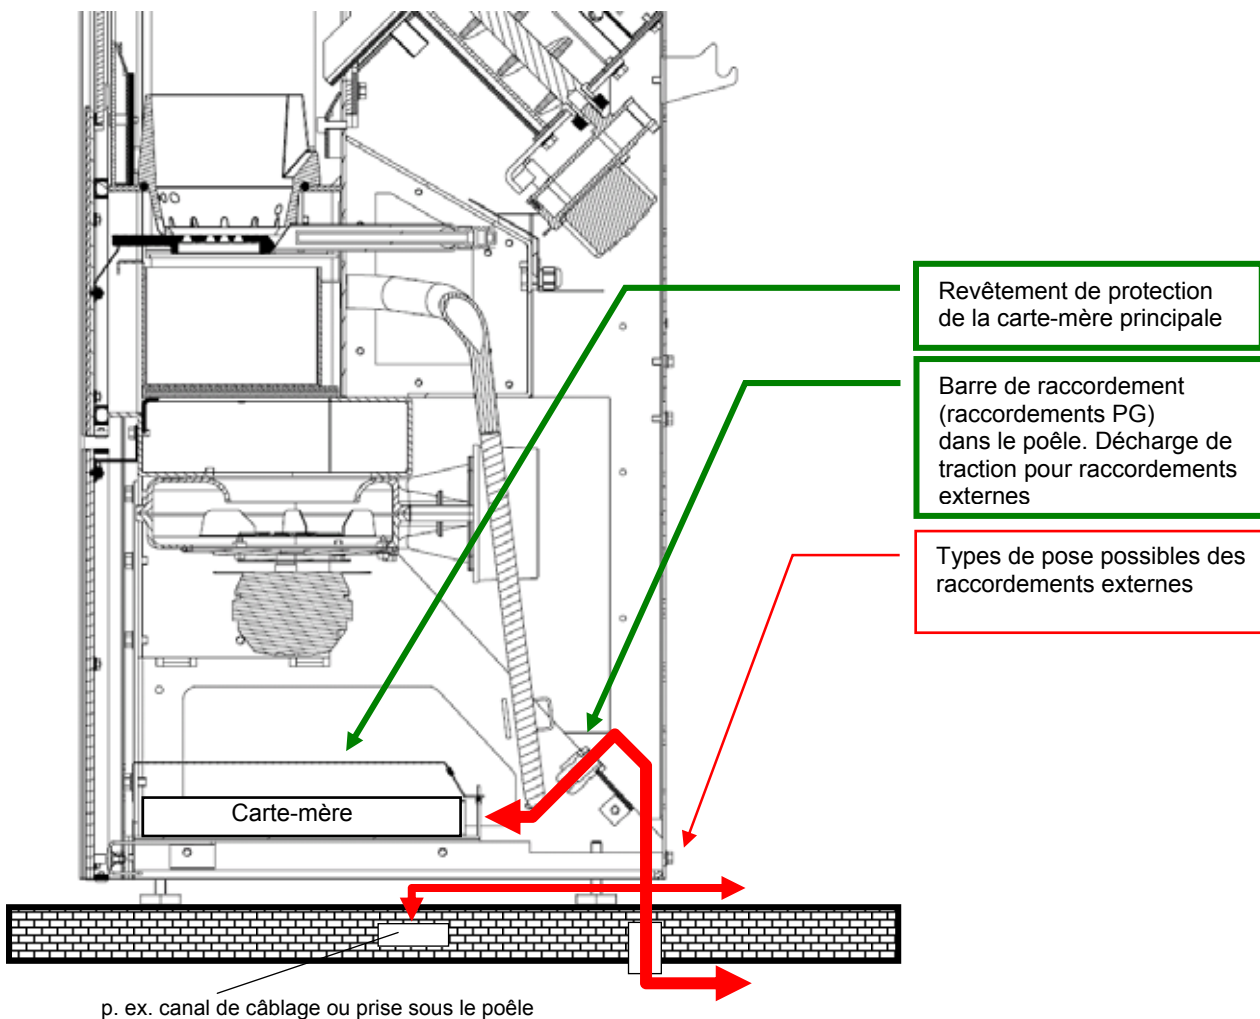 Revêtement de protection
de la carte-mère principale
Barre de raccordement
(raccordements PG)
dans le poêle. Décharge de
traction pour raccordements
externes
Types de pose possibles des
raccordements externes
Carte-mère
p. ex. canal de câblage ou prise sous le poêle